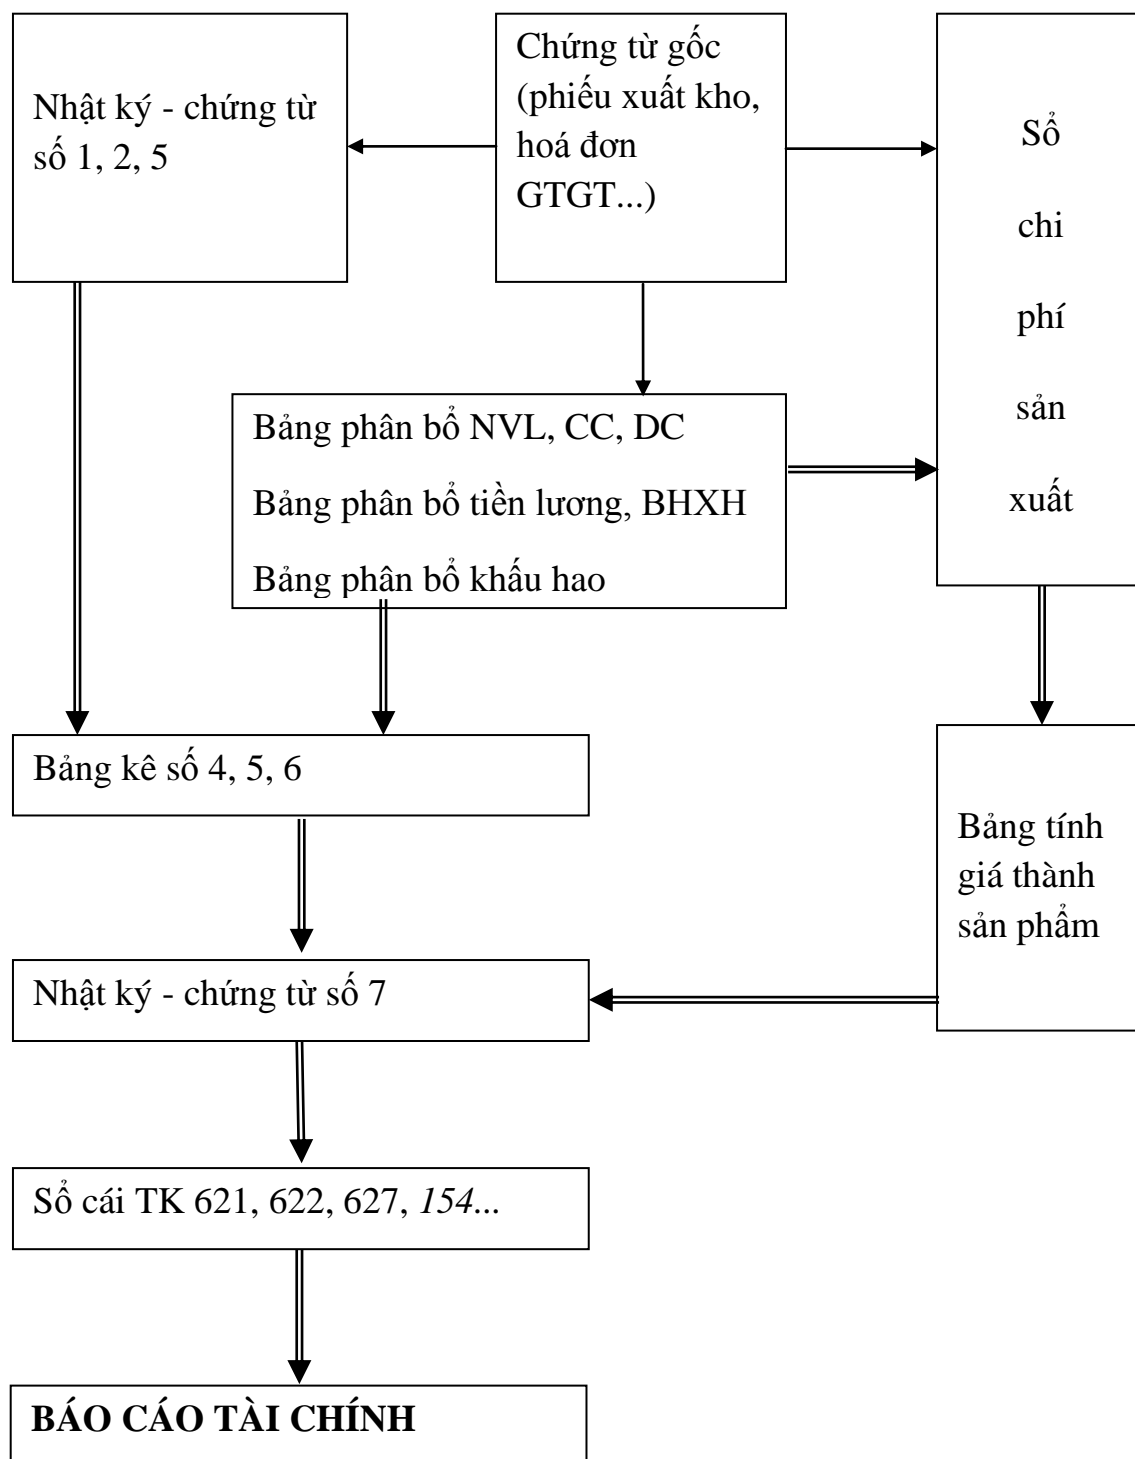 Nhật ký - chứng từ
số 1, 2, 5
Chứng từ gốc
(phiếu xuất kho,
hoá đơn
GTGT...)
Sổ
chi
phí
sản
xuất
Bảng phân bổ NVL, CC, DC
Bảng phân bổ tiền lương, BHXH
Bảng phân bổ khấu hao
Bảng kê số 4, 5, 6
Bảng tính
giá thành
sản phẩm
Nhật ký - chứng từ số 7
Sổ cái TK 621, 622, 627, 154...
BÁO CÁO TÀI CHÍNH